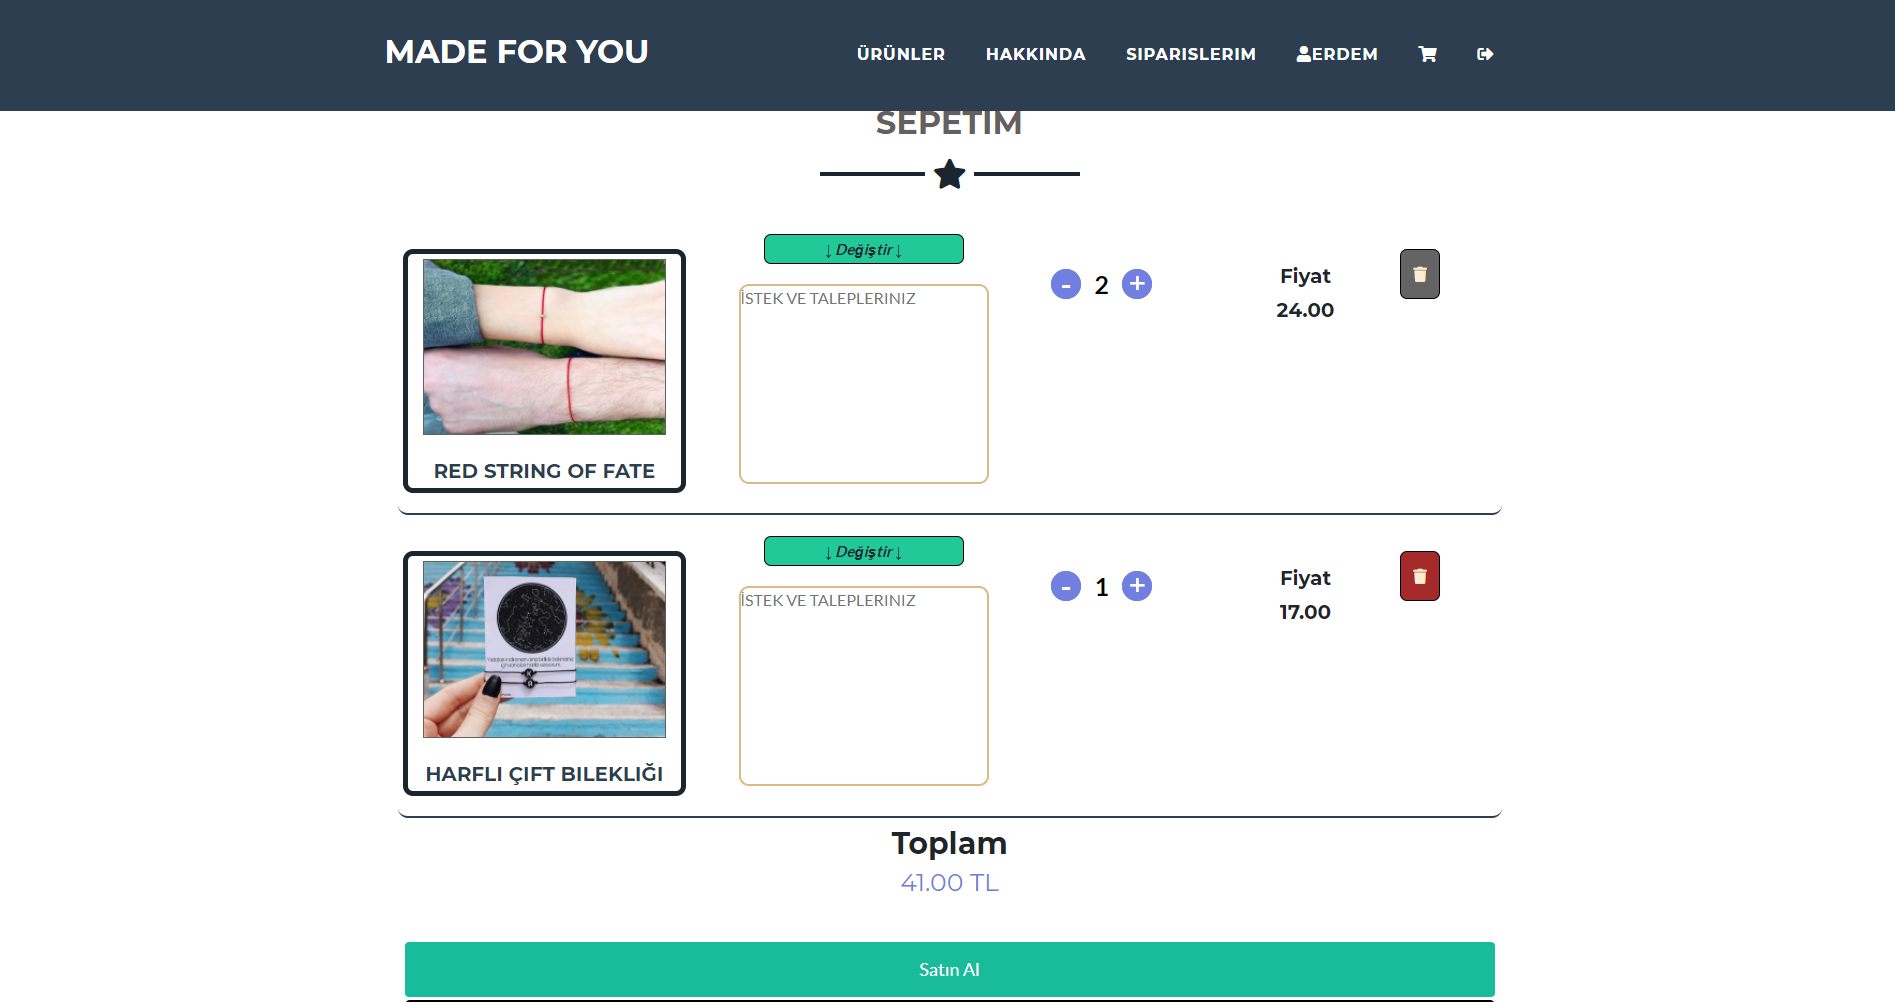 MADE FOR YOU
ÜRÜNLER
HAKKINDA
SIPARISLERIM
ERDEM
SEPETIM
↓ Değiştir ↓
İSTEK VE TALEPLERINIZ
- 2 +
Fiyat
24.00
RED STRING OF FATE
↓ Değiştir ↓
İSTEK VE TALEPLERINIZ
- 1 +
Fiyat
17.00
HARFLI ÇIFT BILEKLIĞI
Toplam
41.00 TL
Satın Al